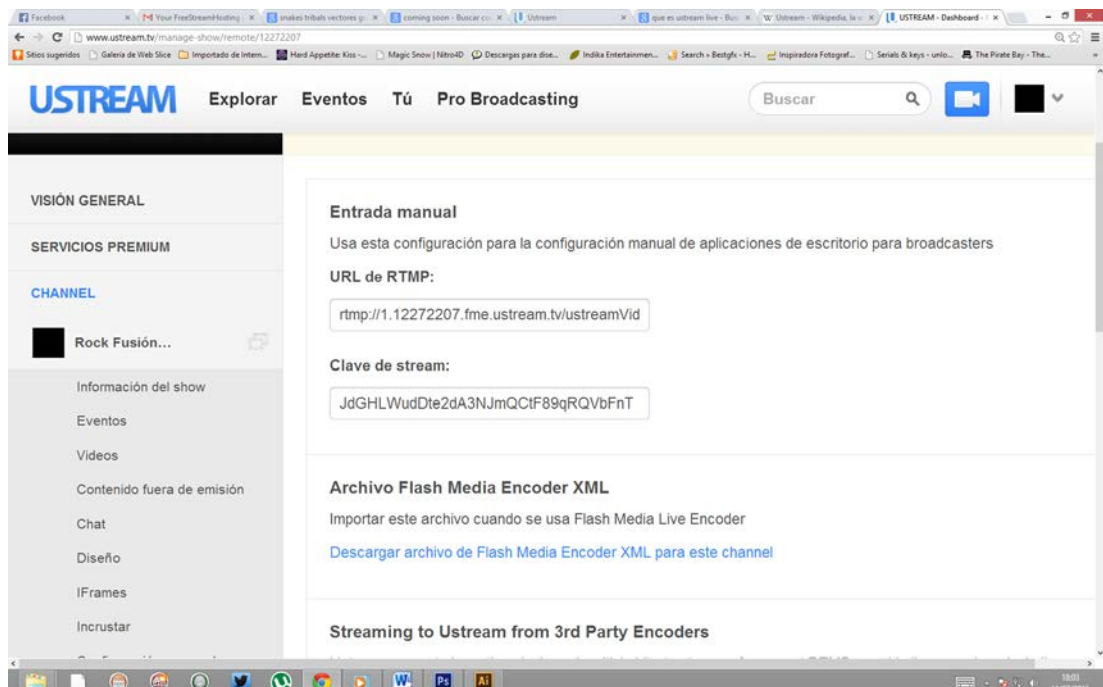 Facebook
Your FreeStreamHosting
snakes tribals vectores
coming soon - Buscar co
Ustream
que es ustream live - Bus
Ustream - Wikipedia, la
USTREAM - Dashboard -
www.ustream.tv/manage-show/remote/12272207
Sitios sugeridos
Galería de Web Slice
Importado de Intern...
Hard Appetite: Kiss -...
Magic Snow | Nitro4D
Descargas para dise...
Indika Entertainmen...
Search » Bestgfx - H...
Inspiradora Fotograf...
Serials & keys - unlo...
The Pirate Bay - The...
USTREAM
Explorar Eventos Tú Pro Broadcasting
Buscar
VISIÓN GENERAL
SERVICIOS PREMIUM
CHANNEL
Rock Fusión...
Información del show
Eventos
Videos
Contenido fuera de emisión
Chat
Diseño
IFrames
Incrustar
Entrada manual
Usa esta configuración para la configuración manual de aplicaciones de escritorio para broadcasters
URL de RTMP:
rtmp://1.12272207.fme.ustream.tv/ustreamVid
Clave de stream:
JdGHLWudDte2dA3NJmQCtF89qRQVbFnT
Archivo Flash Media Encoder XML
Importar este archivo cuando se usa Flash Media Live Encoder
Descargar archivo de Flash Media Encoder XML para este channel
Streaming to Ustream from 3rd Party Encoders
W
Ps
Ai
18:03